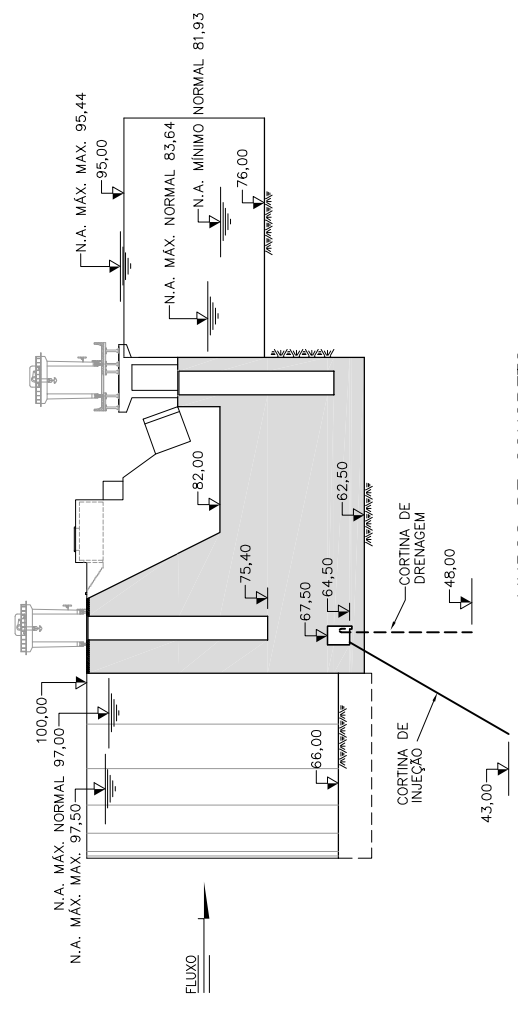 N.A. MÁX. NORMAL 97,00
N.A. MÁX. MAX. 97,50
100,00
FLUXO
66,00
CORTINA DE
INJEÇÃO
43,00
75,40
67,50
64,50
CORTINA DE
DRENAGEM
48,00
82,00
62,50
N.A. MÁX. MAX. 95,44
95,00
N.A. MÁX. NORMAL 83,64
N.A. MÍNIMO NORMAL 81,93
76,00